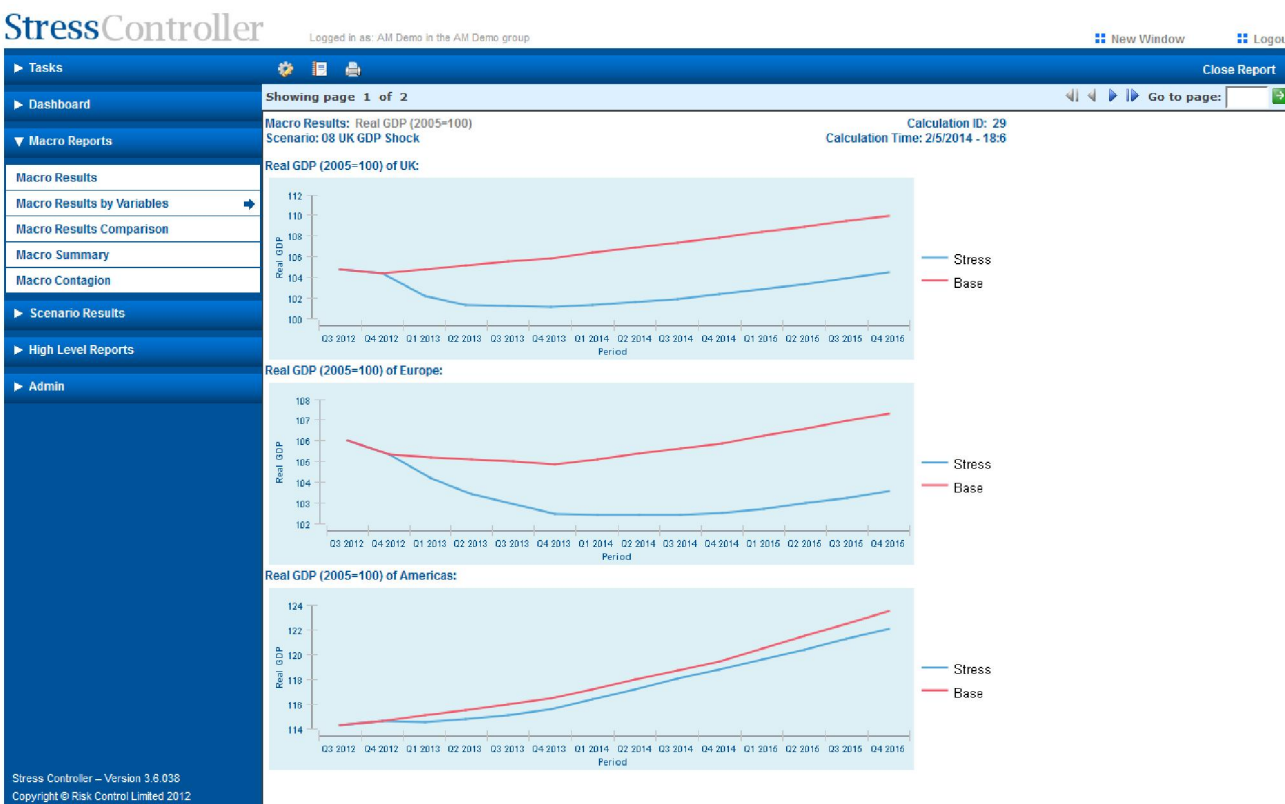 StressController
Logged in as: AM Demo in the AM Demo group
New Window
Logou
Tasks
Close Report
Dashboard
Showing page 1 of 2
Go to page:
Macro Reports
Macro Results: Real GDP (2005=100)
Calculation ID: 29
Scenario: 08 UK GDP Shock
Calculation Time: 2/5/2014 - 18:6
Macro Results
Macro Results by Variables
Macro Results Comparison
Macro Summary
Macro Contagion
Scenario Results
High Level Reports
Admin
Real GDP (2005=100) of UK:
112
110
108
106
104
102
100
Real GDP
Q3 2012 Q4 2012 Q1 2013 Q2 2013 Q3 2013 Q4 2013 Q1 2014 Q2 2014 Q3 2014 Q4 2014 Q1 2015 Q2 2015 Q3 2015 Q4 2015
Period
Stress
Base
Real GDP (2005=100) of Europe:
108
107
106
105
104
103
102
Real GDP
Q3 2012 Q4 2012 Q1 2013 Q2 2013 Q3 2013 Q4 2013 Q1 2014 Q2 2014 Q3 2014 Q4 2014 Q1 2015 Q2 2015 Q3 2015 Q4 2015
Period
Stress
Base
Real GDP (2005=100) of Americas:
124
122
120
118
116
114
Real GDP
Q3 2012 Q4 2012 Q1 2013 Q2 2013 Q3 2013 Q4 2013 Q1 2014 Q2 2014 Q3 2014 Q4 2014 Q1 2015 Q2 2015 Q3 2015 Q4 2015
Period
Stress
Base
Stress Controller – Version 3.6.038
Copyright © Risk Control Limited 2012